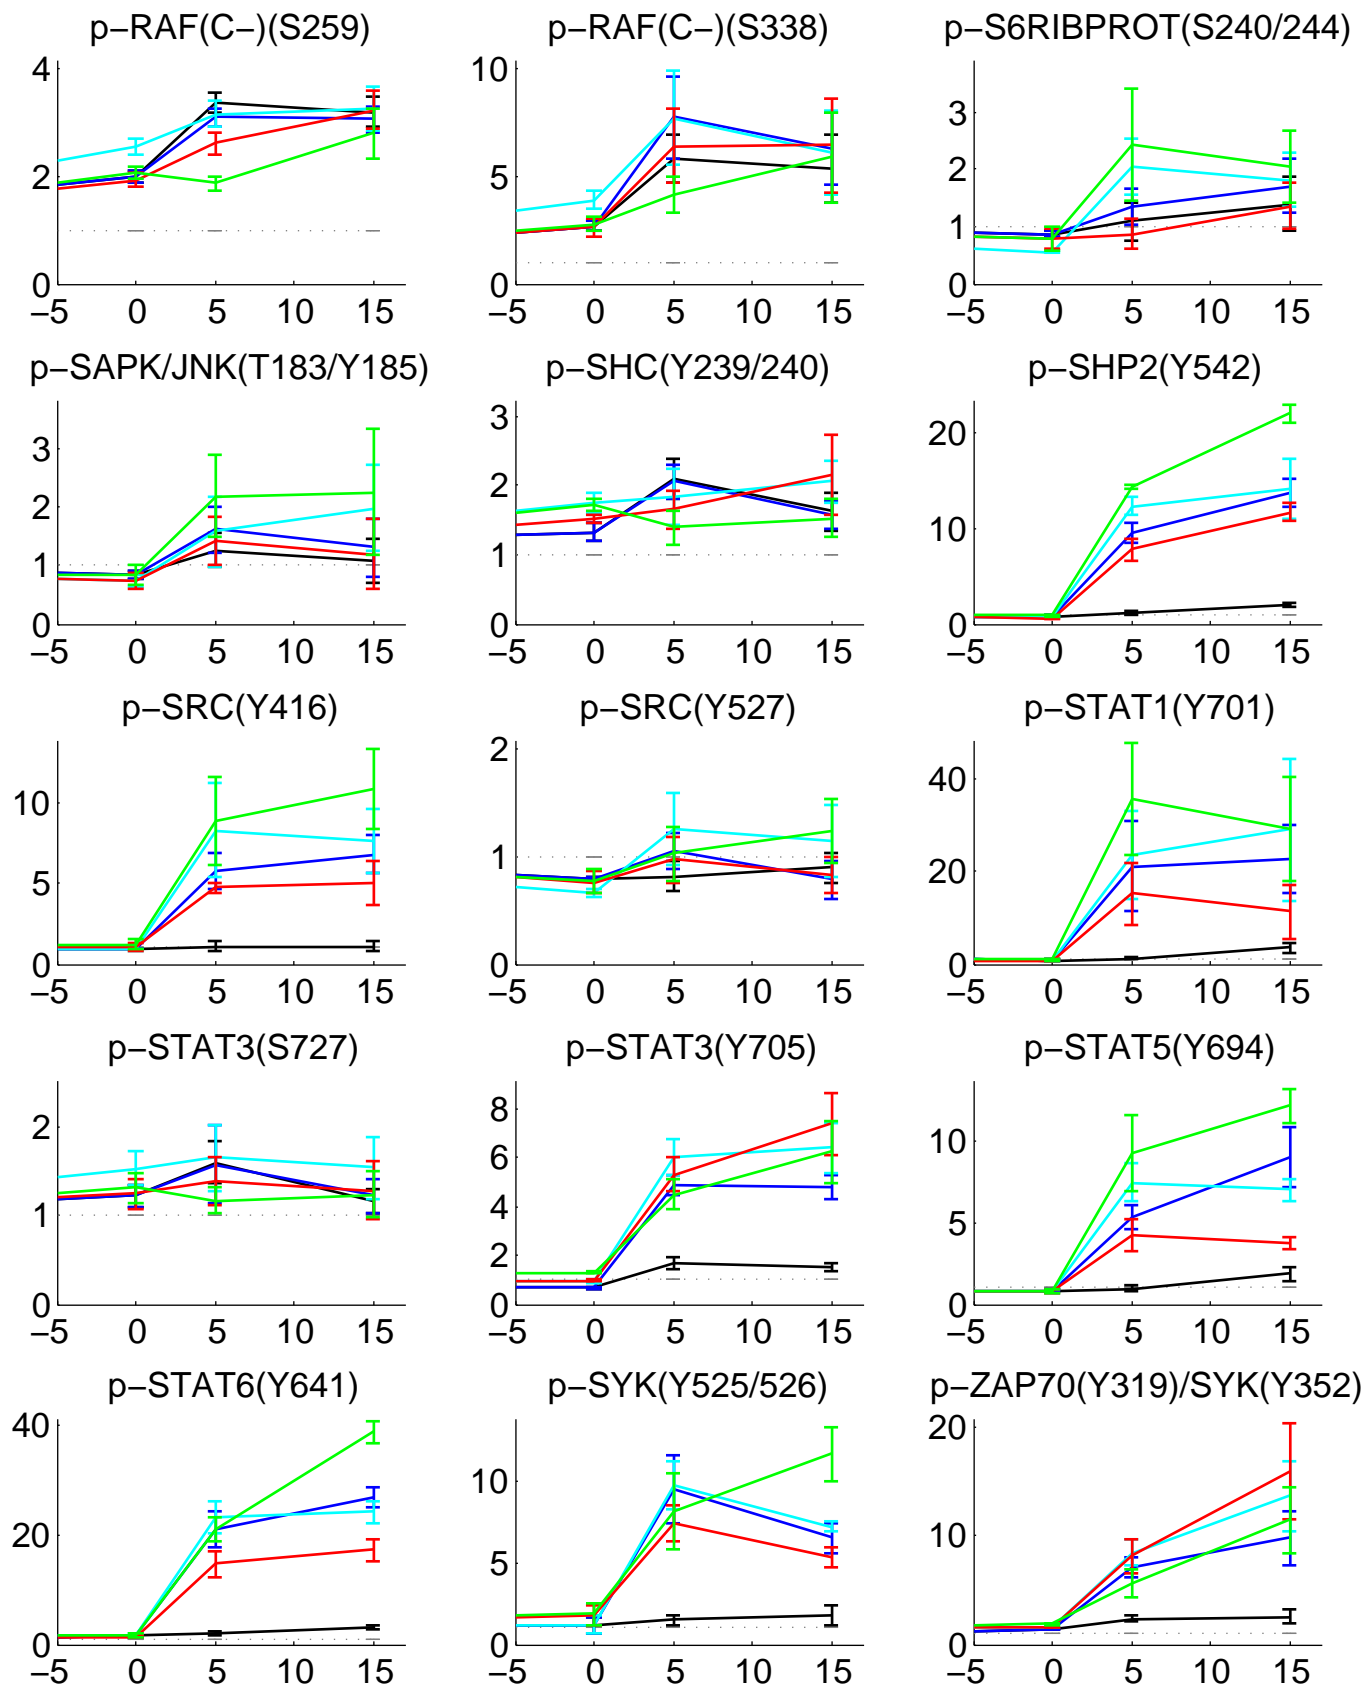 p−RAF(C−)(S259) p−RAF(C−)(S338) p−S6RIBPROT(S240/244)
4 10 3
2 5 2
1
0 0 0
−5 0 5 10 15 −5 0 5 10 15 −5 0 5 10 15
p−SAPK/JNK(T183/Y185) p−SHC(Y239/240) p−SHP2(Y542)
3 3 20
2 2 10
1 1
0 0 0
−5 0 5 10 15 −5 0 5 10 15 −5 0 5 10 15
p−SRC(Y416) p−SRC(Y527) p−STAT1(Y701)
10 2 40
5 1 20
0 0 0
−5 0 5 10 15 −5 0 5 10 15 −5 0 5 10 15
p−STAT3(S727) p−STAT3(Y705) p−STAT5(Y694)
2 8 10
1 6 5
4
2
0 0 0
−5 0 5 10 15 −5 0 5 10 15 −5 0 5 10 15
p−STAT6(Y641) p−SYK(Y525/526) p−ZAP70(Y319)/SYK(Y352)
40 10 20
20 5 10
0 0 0
−5 0 5 10 15 −5 0 5 10 15 −5 0 5 10 15